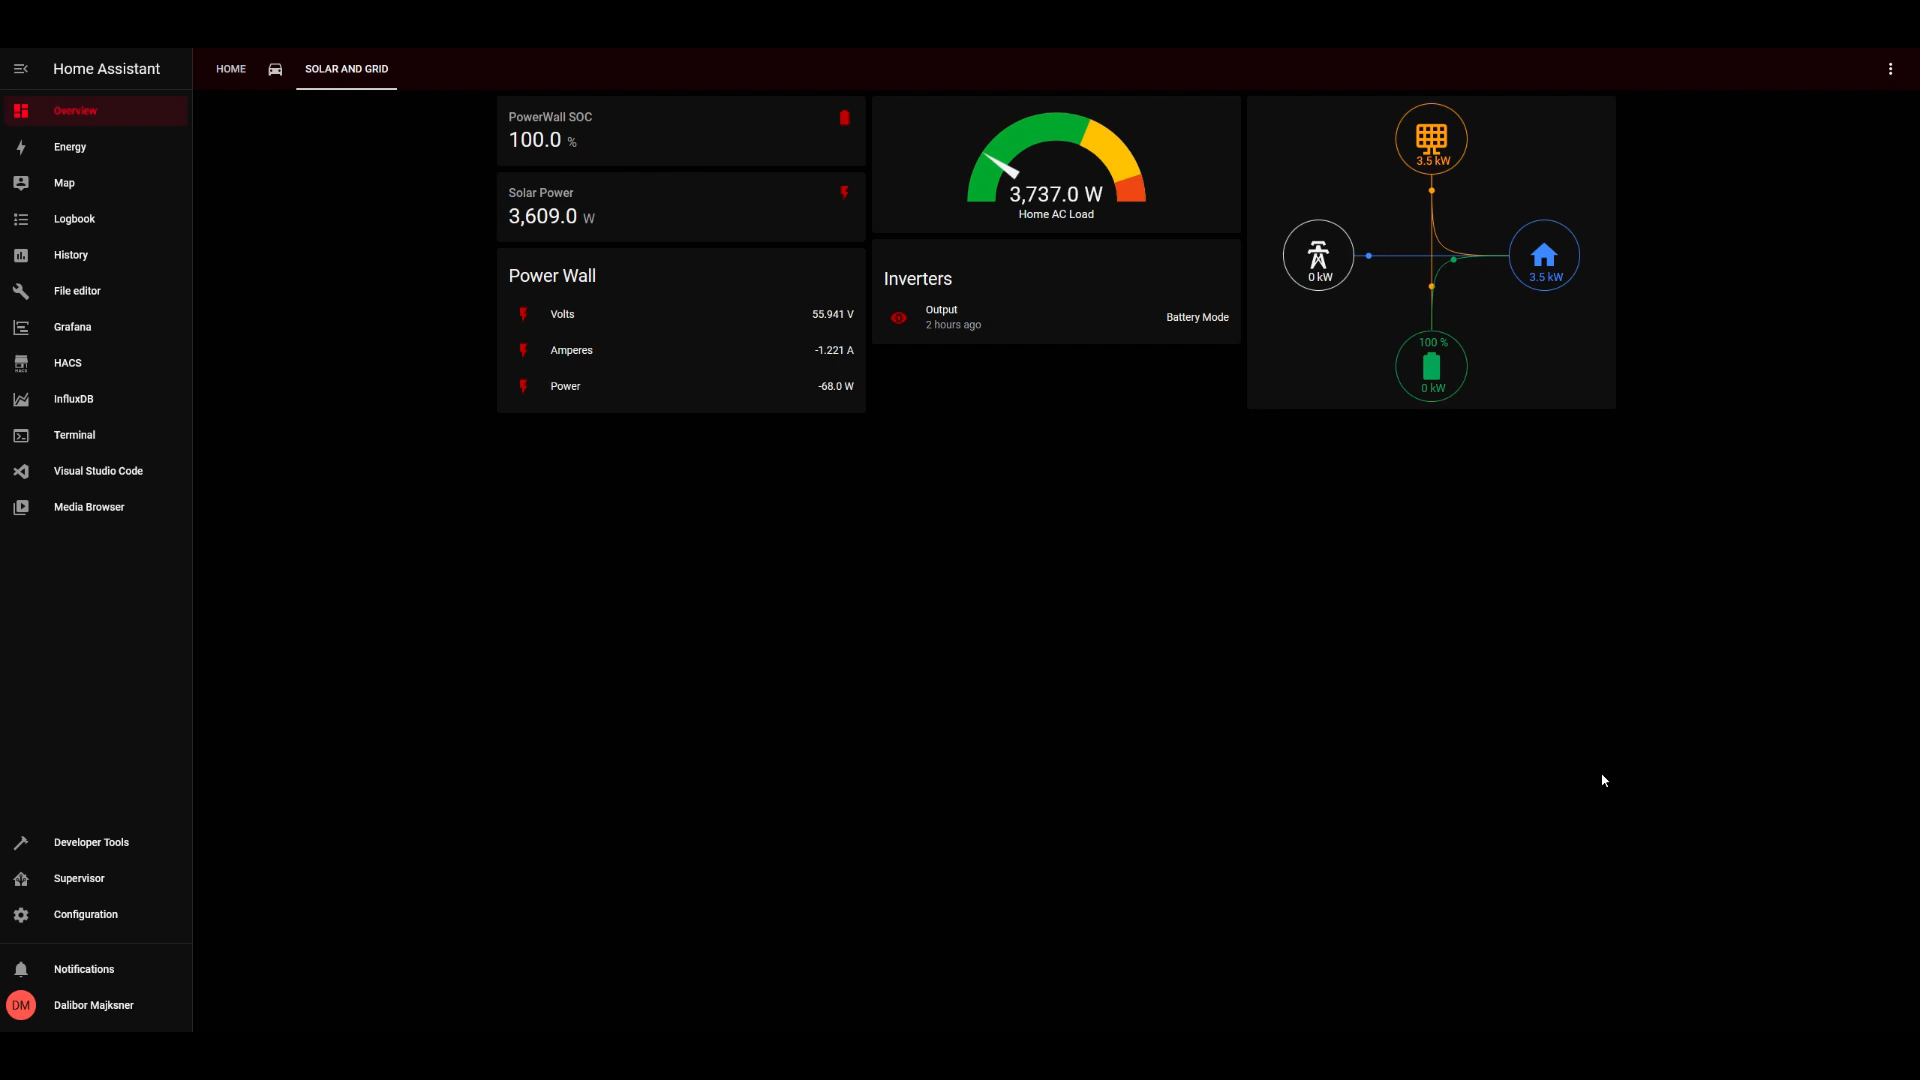 Home Assistant
HOME
SOLAR AND GRID
Overview
Energy
Map
Logbook
History
File editor
Grafana
HACS
InfluxDB
Terminal
Visual Studio Code
Media Browser
Developer Tools
Supervisor
Configuration
Notifications
DM
Dalibor Majksner
PowerWall SOC
100.0 %
Solar Power
3,609.0 W
Power Wall
Volts 55.941 V
Amperes -1.221 A
Power -68.0 W
3,737.0 W
Home AC Load
Inverters
Output
2 hours ago
Battery Mode
3.5 kW
0 kW
3.5 kW
100 %
0 kW